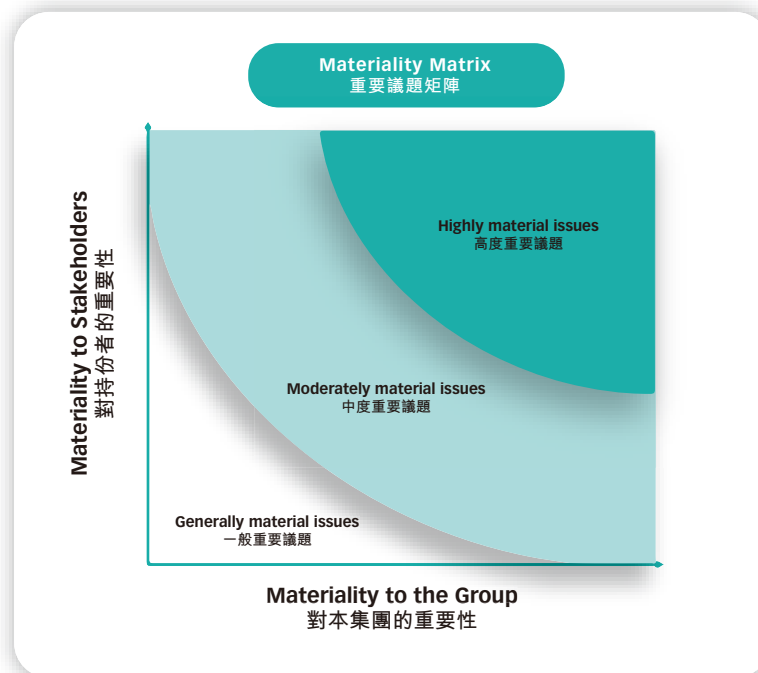 Materiality Matrix
重要議題矩陣
Materiality to Stakeholders
對持份者的重要性
Highly material issues
高度重要議題
Moderately material issues
中度重要議題
Generally material issues
一般重要議題
Materiality to the Group
對本集團的重要性